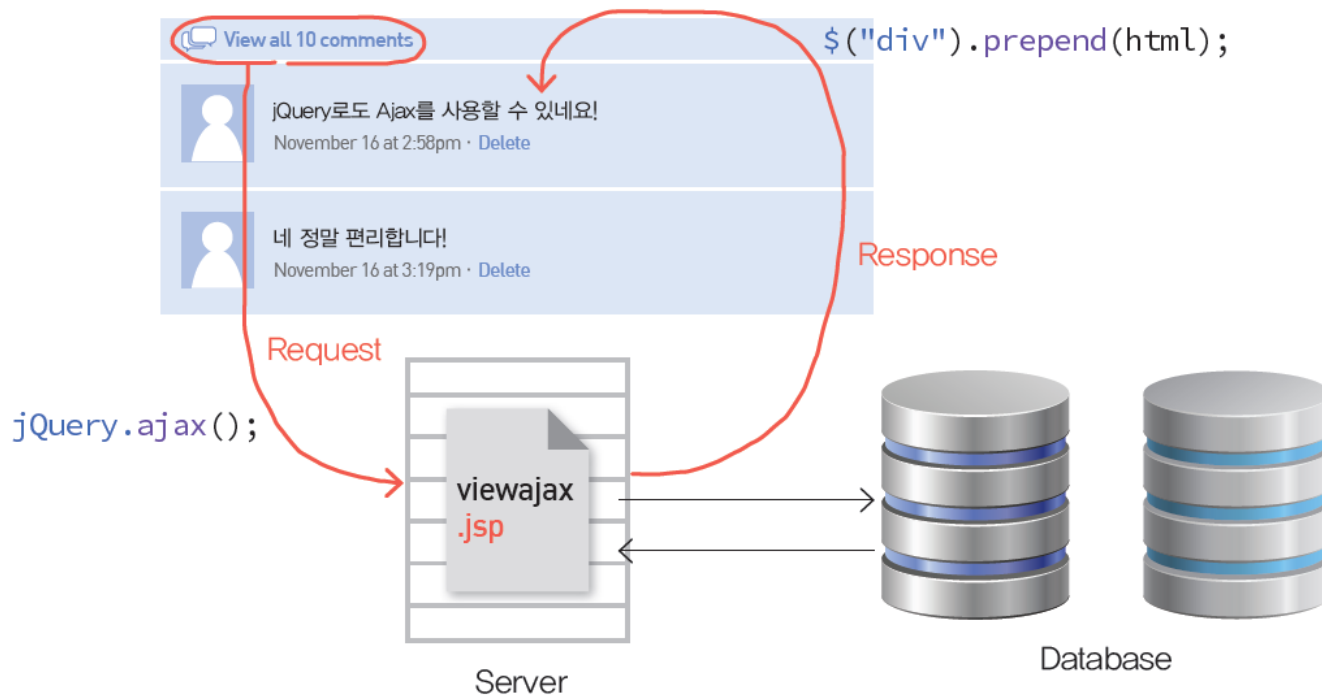 View all 10 comments
$("div").prepend(html);
jQuery로도 Ajax를 사용할 수 있네요!
November 16 at 2:58pm · Delete
네 정말 편리합니다!
November 16 at 3:19pm · Delete
Response
Request
jQuery.ajax();
viewajax
.jsp
Server
Database